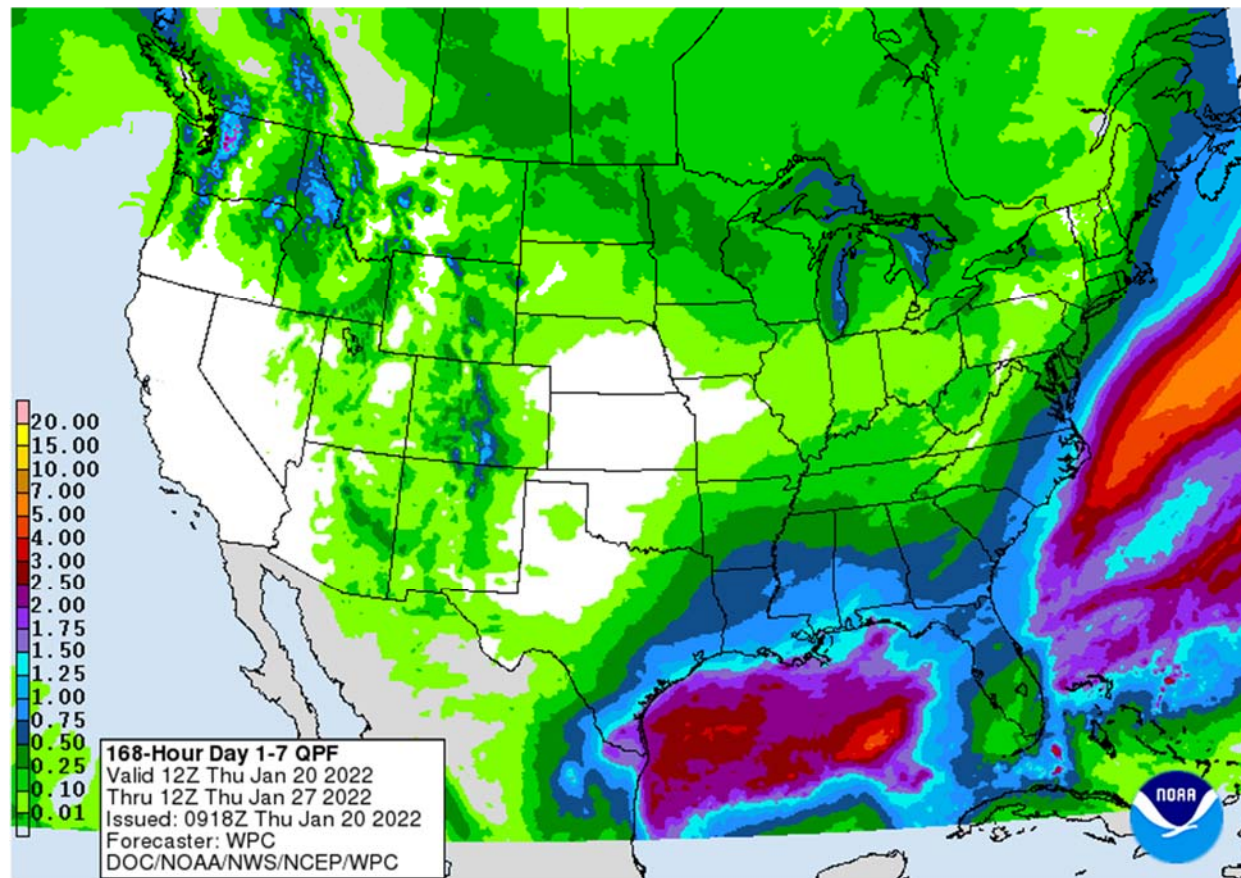 20.00
15.00
10.00
7.00
5.00
4.00
3.00
2.50
2.00
1.75
1.50
1.25
1.00
0.75
0.50
0.25
0.10
0.01
168-Hour Day 1-7 QPF
Valid 12Z Thu Jan 20 2022
Thru 12Z Thu Jan 27 2022
Issued: 0918Z Thu Jan 20 2022
Forecaster: WPC
DOC/NOAA/NWS/NCEP/WPC
NOAA